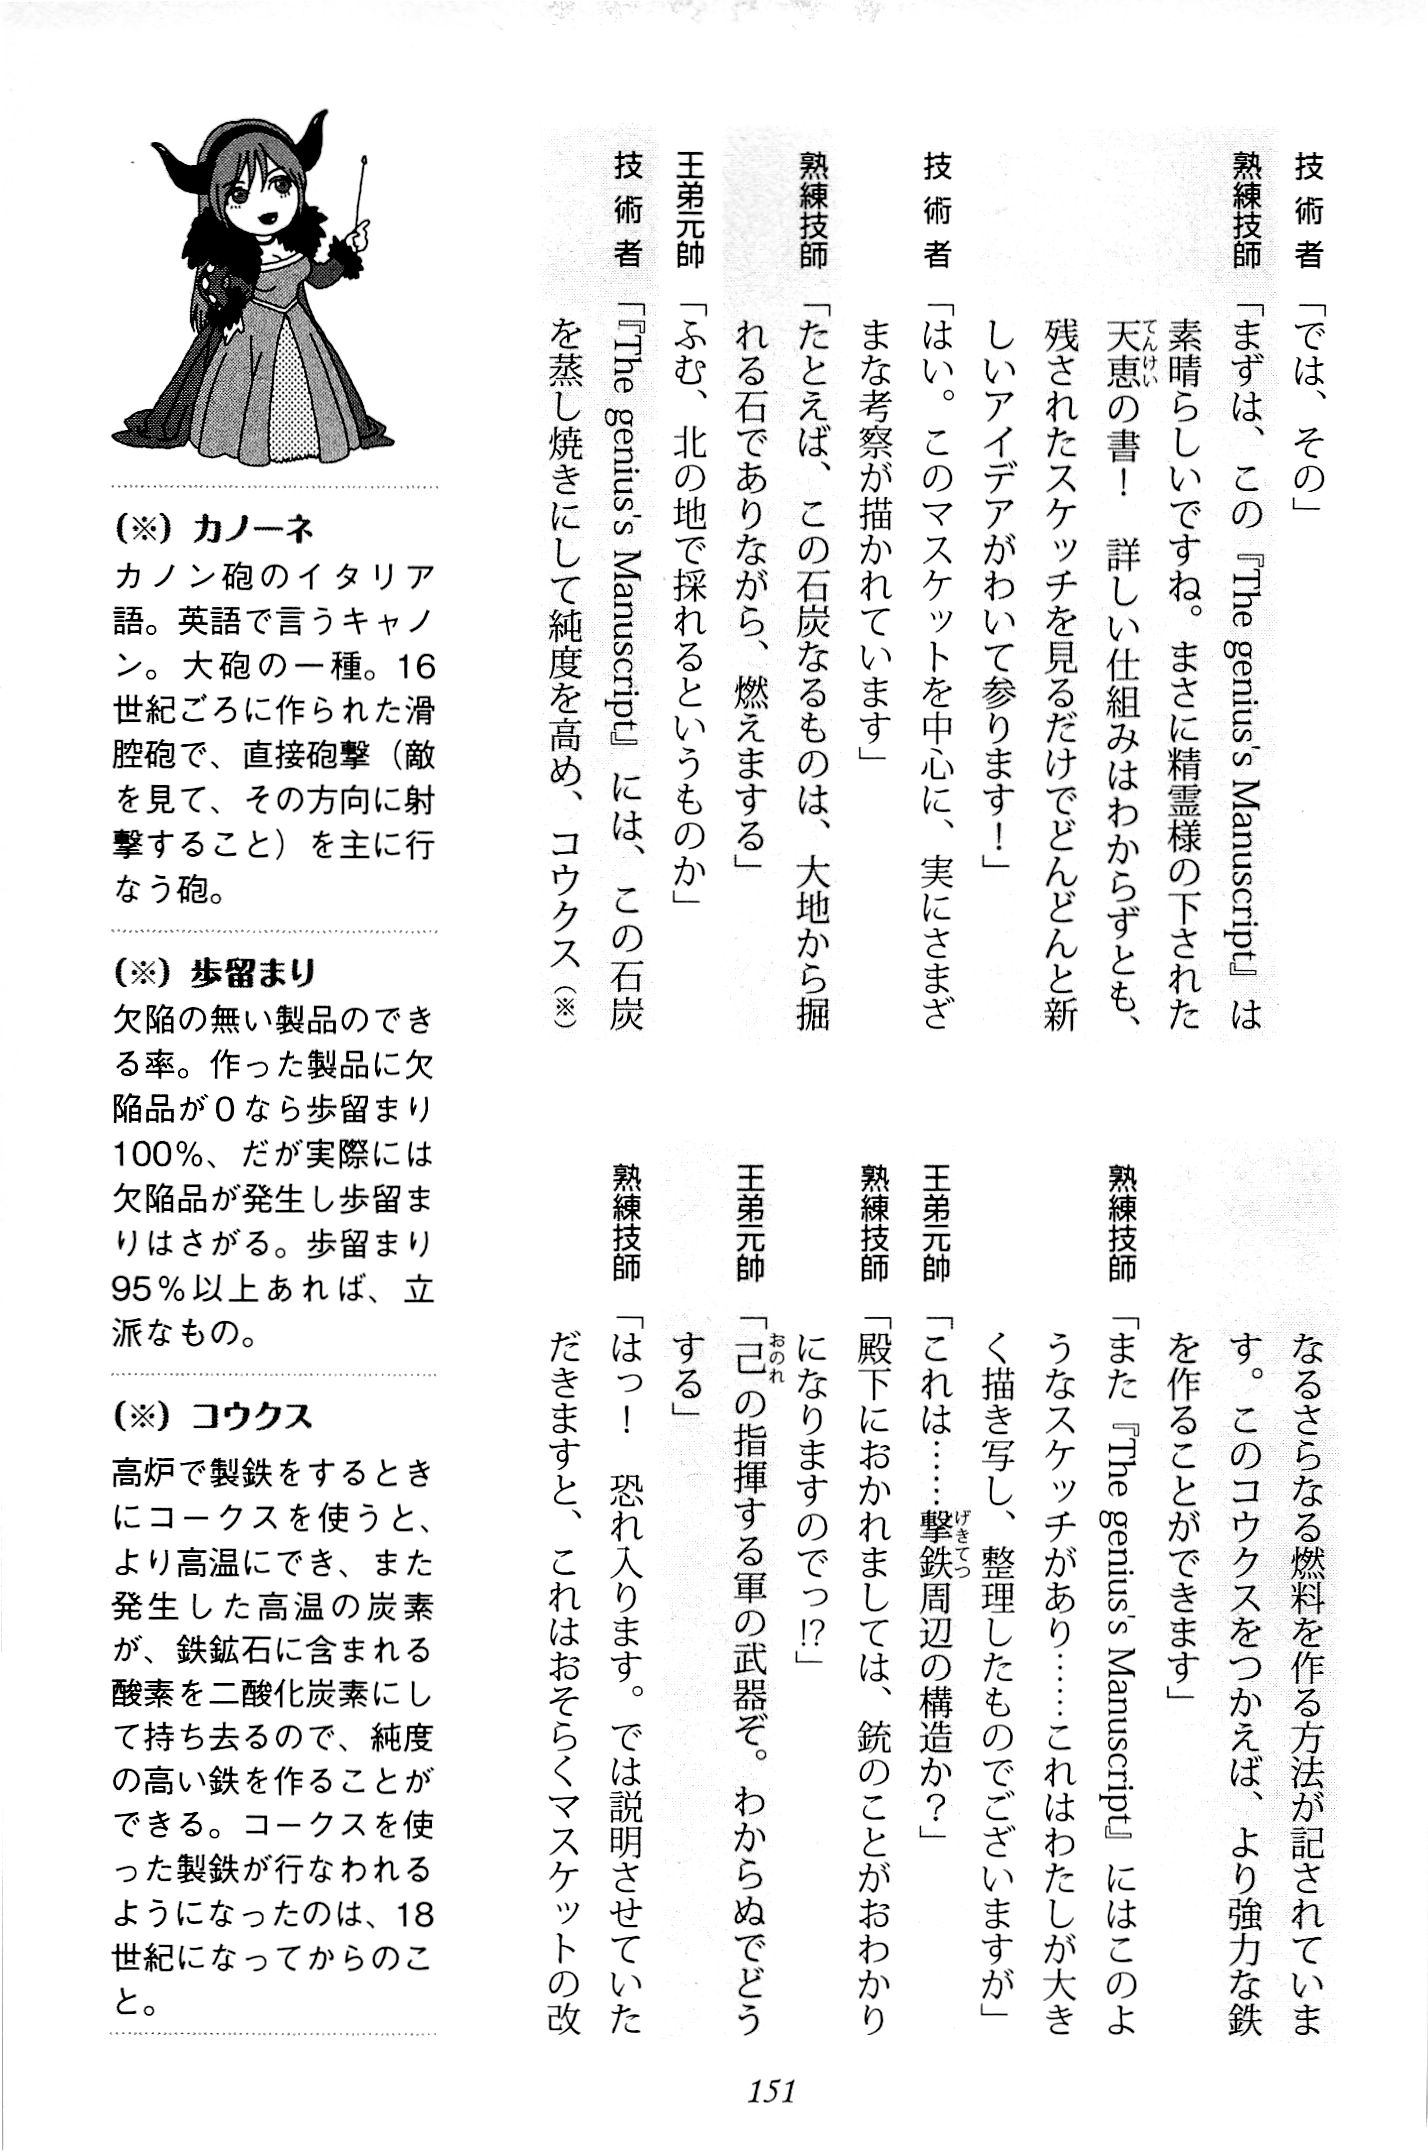 技術者「では、その」
熟練技師「まずは、この『The genius's Manuscript』は
素晴らしいですね。まさに精霊様の下された
天恵の書！　詳しい仕組みはわからずとも、
てんけい
残されたスケッチを見るだけでどんどんと新
しいアイデアがわいて参ります！」
技術者「はい。このマスケットを中心に、実にさまざ
まな考察が描かれています」
熟練技師「たとえば、この石炭なるものは、大地から掘
れる石でありながら、燃えまする」
王弟元帥「ふむ、北の地で採れるというものか」
技術者「『The genius's Manuscript』には、この石炭
を蒸し焼きにして純度を高め、コウクス（※）
なるさらなる燃料を作る方法が記されていま
す。このコウクスをつかえば、より強力な鉄
を作ることができます」
熟練技師「また『The genius's Manuscript』にはこのよ
うなスケッチがあり……これはわたしが大き
く描き写し、整理したものでございますが」
王弟元帥「これは……撃鉄周辺の構造か？」
げきてつ
熟練技師「殿下におかれましては、銃のことがおわかり
になりますのでっ!?」
王弟元帥「己の指揮する軍の武器ぞ。わからぬでどう
おのれ
する」
熟練技師「はっ！　恐れ入ります。では説明させていた
だきますと、これはおそらくマスケットの改
（※）カノーネ
カノン砲のイタリア
語。英語で言うキャノ
ン。大砲の一種。16
世紀ごろに作られた滑
腔砲で、直接砲撃（敵
を見て、その方向に射
撃すること）を主に行
なう砲。
（※）歩留まり
欠陥の無い製品のでき
る率。作った製品に欠
陥品が０なら歩留まり
100％、だが実際には
欠陥品が発生し歩留ま
りはさがる。歩留まり
95％以上あれば、立
派なもの。
（※）コウクス
高炉で製鉄をするとき
にコークスを使うと、
より高温にでき、また
発生した高温の炭素
が、鉄鉱石に含まれる
酸素を二酸化炭素にし
て持ち去るので、純度
の高い鉄を作ることが
できる。コークスを使
った製鉄が行なわれる
ようになったのは、18
世紀になってからのこ
と。
151